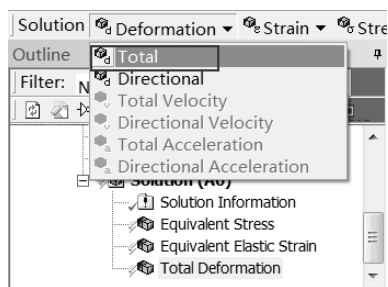 Solution Deformation Strain Stre
Outline Total
Filter: Directional
Total Velocity
Directional Velocity
Total Acceleration
Directional Acceleration
Solution (A6)
Solution Information
Equivalent Stress
Equivalent Elastic Strain
Total Deformation